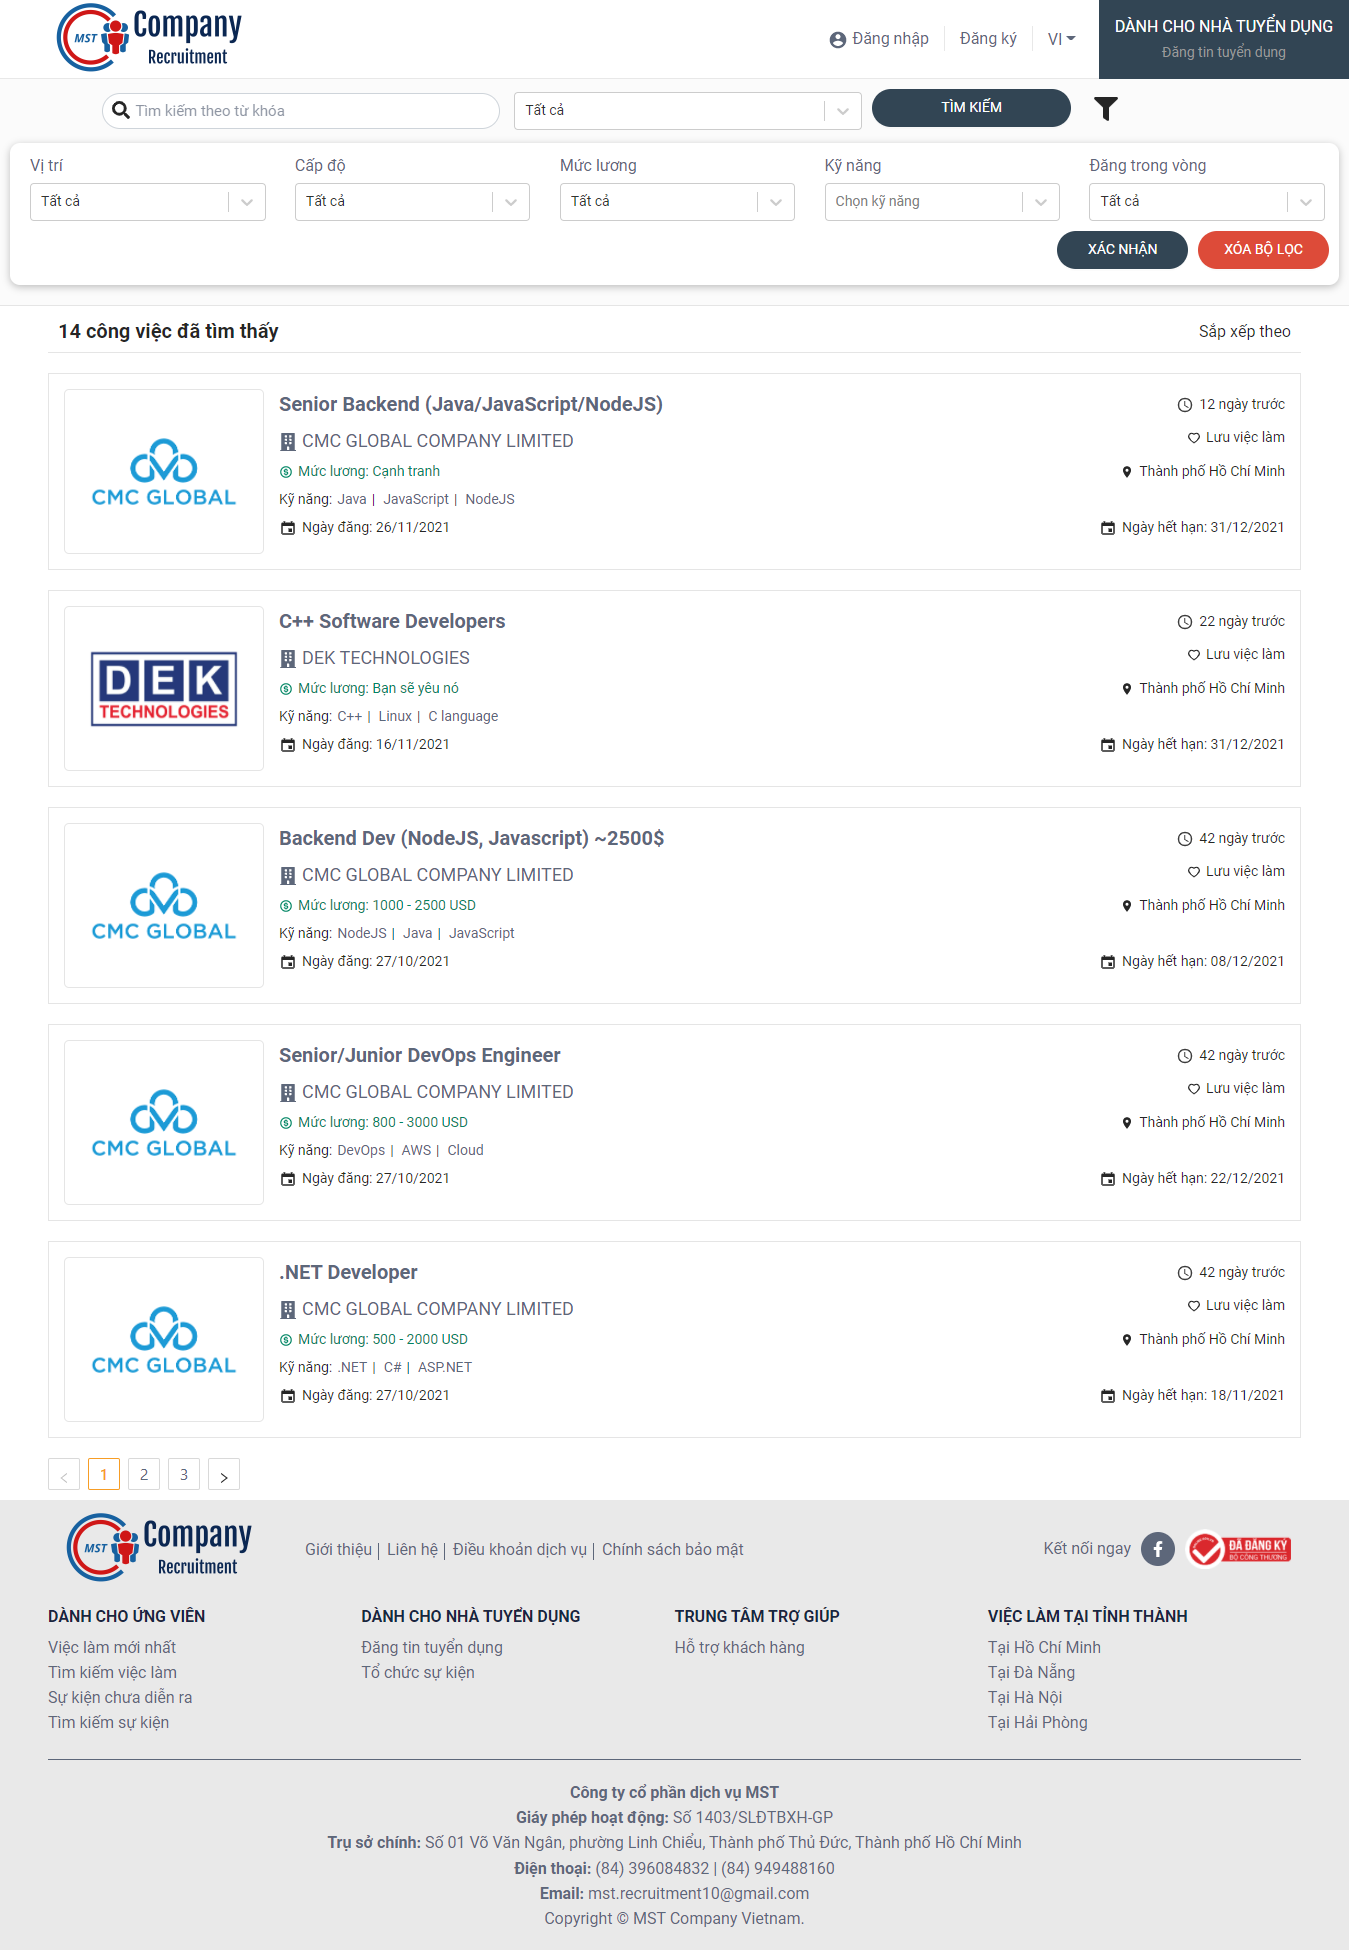 MST Company
Recruitment
Đăng nhập
Đăng ký
VI
DÀNH CHO NHÀ TUYỂN DỤNG
Đăng tin tuyển dụng
Tìm kiếm theo từ khóa
Tất cả
TÌM KIẾM
Vị trí
Cấp độ
Mức lương
Kỹ năng
Đăng trong vòng
Tất cả
Tất cả
Tất cả
Chọn kỹ năng
Tất cả
XÁC NHẬN
XÓA BỘ LỌC
14 công việc đã tìm thấy
Sắp xếp theo
CMC GLOBAL
Senior Backend (Java/JavaScript/NodeJS)
12 ngày trước
CMC GLOBAL COMPANY LIMITED
Lưu việc làm
Mức lương: Cạnh tranh
Thành phố Hồ Chí Minh
Kỹ năng: Java | JavaScript | NodeJS
Ngày đăng: 26/11/2021
Ngày hết hạn: 31/12/2021
DEK
TECHNOLOGIES
C++ Software Developers
22 ngày trước
DEK TECHNOLOGIES
Lưu việc làm
Mức lương: Bạn sẽ yêu nó
Thành phố Hồ Chí Minh
Kỹ năng: C++ | Linux | C language
Ngày đăng: 16/11/2021
Ngày hết hạn: 31/12/2021
CMC GLOBAL
Backend Dev (NodeJS, Javascript) ~2500$
42 ngày trước
CMC GLOBAL COMPANY LIMITED
Lưu việc làm
Mức lương: 1000 - 2500 USD
Thành phố Hồ Chí Minh
Kỹ năng: NodeJS | Java | JavaScript
Ngày đăng: 27/10/2021
Ngày hết hạn: 08/12/2021
CMC GLOBAL
Senior/Junior DevOps Engineer
42 ngày trước
CMC GLOBAL COMPANY LIMITED
Lưu việc làm
Mức lương: 800 - 3000 USD
Thành phố Hồ Chí Minh
Kỹ năng: DevOps | AWS | Cloud
Ngày đăng: 27/10/2021
Ngày hết hạn: 22/12/2021
CMC GLOBAL
.NET Developer
42 ngày trước
CMC GLOBAL COMPANY LIMITED
Lưu việc làm
Mức lương: 500 - 2000 USD
Thành phố Hồ Chí Minh
Kỹ năng: .NET | C# | ASP.NET
Ngày đăng: 27/10/2021
Ngày hết hạn: 18/11/2021
< 1 2 3 >
MST Company
Recruitment
Giới thiệu | Liên hệ | Điều khoản dịch vụ | Chính sách bảo mật
Kết nối ngay
ĐÃ ĐĂNG KÝ
BỘ CÔNG THƯƠNG
DÀNH CHO ỨNG VIÊN
Việc làm mới nhất
Tìm kiếm việc làm
Sự kiện chưa diễn ra
Tìm kiếm sự kiện
DÀNH CHO NHÀ TUYỂN DỤNG
Đăng tin tuyển dụng
Tổ chức sự kiện
TRUNG TÂM TRỢ GIÚP
Hỗ trợ khách hàng
VIỆC LÀM TẠI TỈNH THÀNH
Tại Hồ Chí Minh
Tại Đà Nẵng
Tại Hà Nội
Tại Hải Phòng
Công ty cổ phần dịch vụ MST
Giáy phép hoạt động: Số 1403/SLĐTBXH-GP
Trụ sở chính: Số 01 Võ Văn Ngân, phường Linh Chiểu, Thành phố Thủ Đức, Thành phố Hồ Chí Minh
Điện thoại: (84) 396084832 | (84) 949488160
Email: mst.recruitment10@gmail.com
Copyright © MST Company Vietnam.